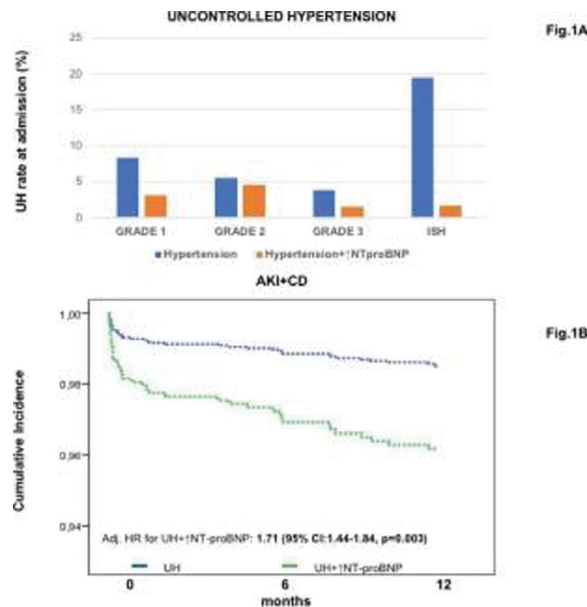 UNCONTROLLED HYPERTENSION
Fig.1A
UH rate at admission (%)
25
20
15
10
5
0
GRADE 1 GRADE 2 GRADE 3 ISH
Hypertension Hypertension+↑NTproBNP
AKI+CD
Fig.1B
Cumulative Incidence
1,00
0,98
0,96
0,94
Adj. HR for UH+↑NT-proBNP: 1.71 (95% CI:1.44-1.84, p=0.003)
UH UH+↑NT-proBNP
0 6 12
months